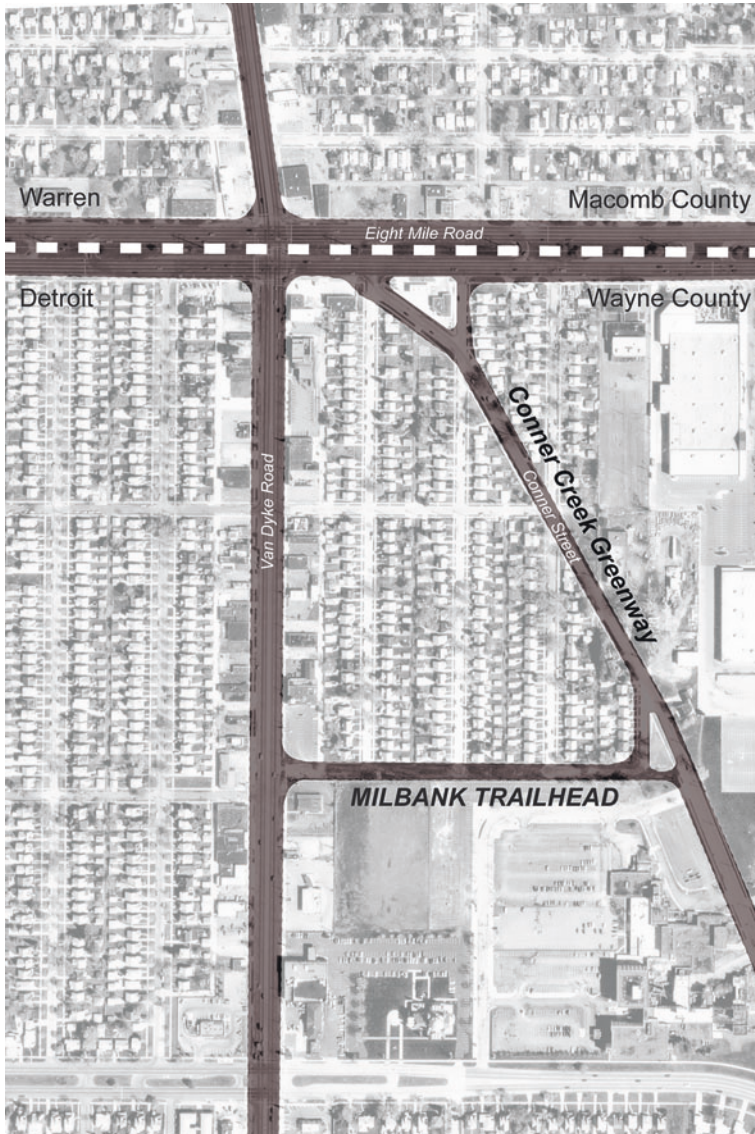 Warren
Macomb County
Eight Mile Road
Detroit
Wayne County
Conner Creek Greenway
Conner Street
Van Dyke Road
MILBANK TRAILHEAD